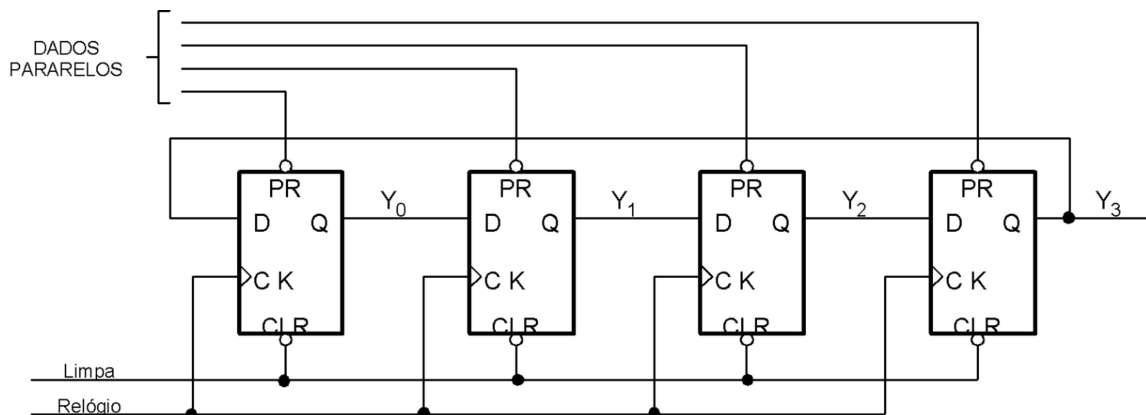 DADOS
PARARELOS
PR
PR
PR
PR
Y0
Y1
Y2
Y3
D Q
D Q
D Q
D Q
C K
C K
C K
C K
CLR
CLR
CLR
CLR
Limpa
Relógio